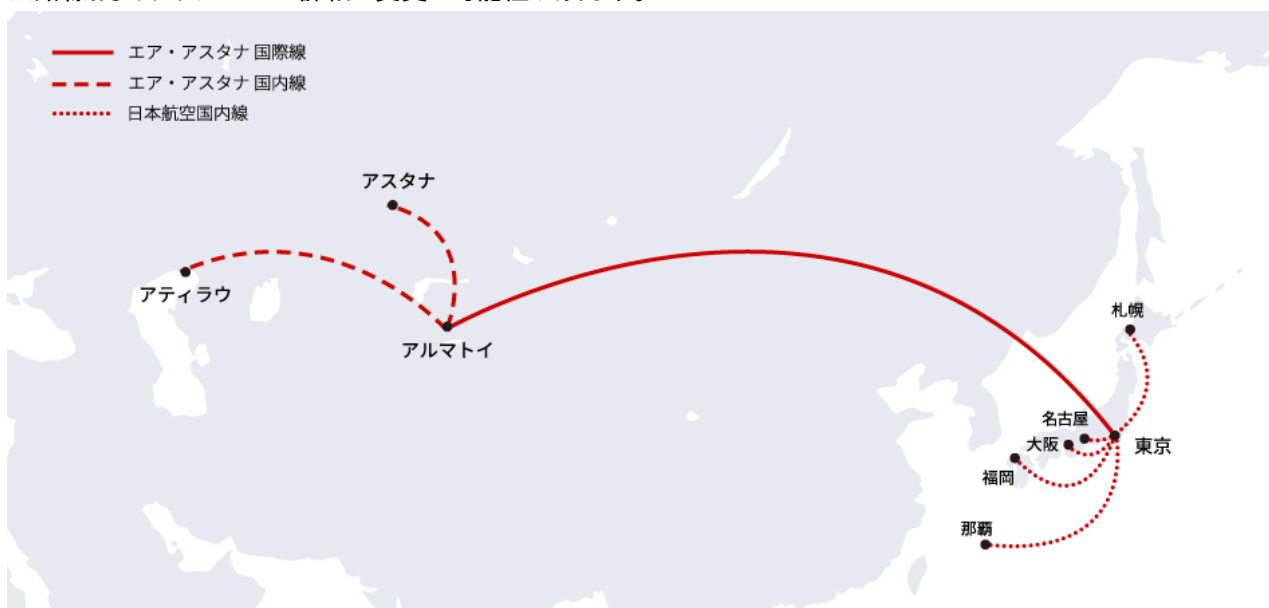 エア・アスタナ 国際線
エア・アスタナ 国内線
日本航空国内線
アスタナ
アティラウ
アルマトイ
札幌
名古屋
大阪
東京
福岡
那覇